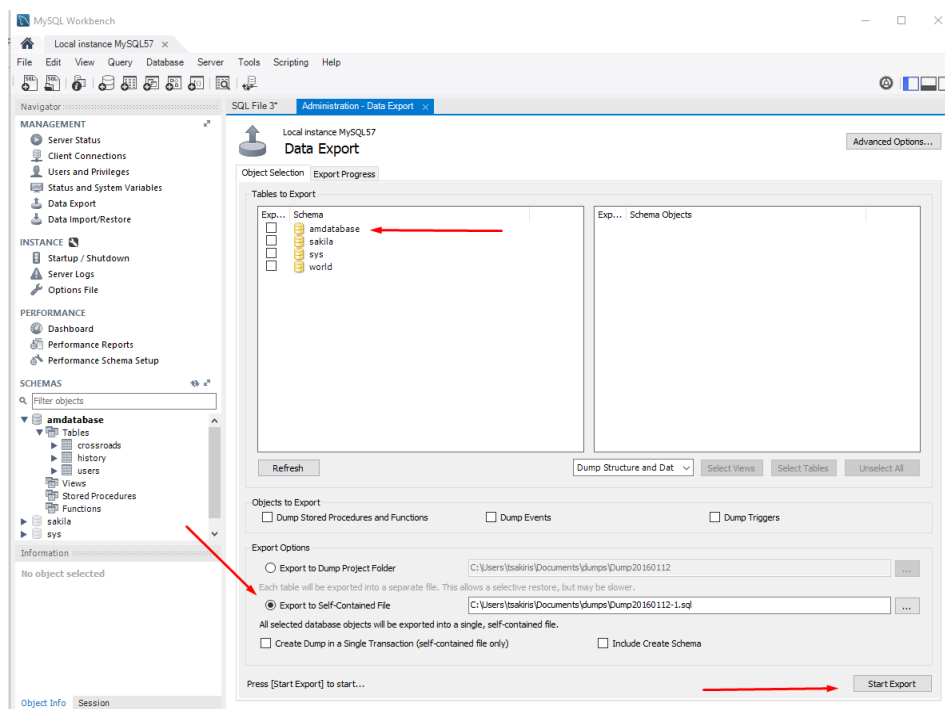 MySQL Workbench
Local instance MySQL57
File Edit View Query Database Server Tools Scripting Help
Navigator
SQL File 3*
Administration - Data Export
MANAGEMENT
Server Status
Client Connections
Users and Privileges
Status and System Variables
Data Export
Data Import/Restore
INSTANCE
Startup / Shutdown
Server Logs
Options File
PERFORMANCE
Dashboard
Performance Reports
Performance Schema Setup
SCHEMAS
Filter objects
amdatabase
Tables
crossroads
history
users
Views
Stored Procedures
Functions
sakila
sys
Information
No object selected
Object Info Session
Local instance MySQL57
Data Export
Advanced Options...
Object Selection Export Progress
Tables to Export
Exp... Schema
amdatabase
sakila
sys
world
Exp... Schema Objects
Refresh
Dump Structure and Dat
Select Views
Select Tables
Unselect All
Objects to Export
Dump Stored Procedures and Functions
Dump Events
Dump Triggers
Export Options
Export to Dump Project Folder
C:\Users\tsakiris\Documents\dumps\Dump20160112
...
Each table will be exported into a separate file. This allows a selective restore, but may be slower.
Export to Self-Contained File
C:\Users\tsakiris\Documents\dumps\Dump20160112-1.sql
...
All selected database objects will be exported into a single, self-contained file.
Create Dump in a Single Transaction (self-contained file only)
Include Create Schema
Press [Start Export] to start...
Start Export